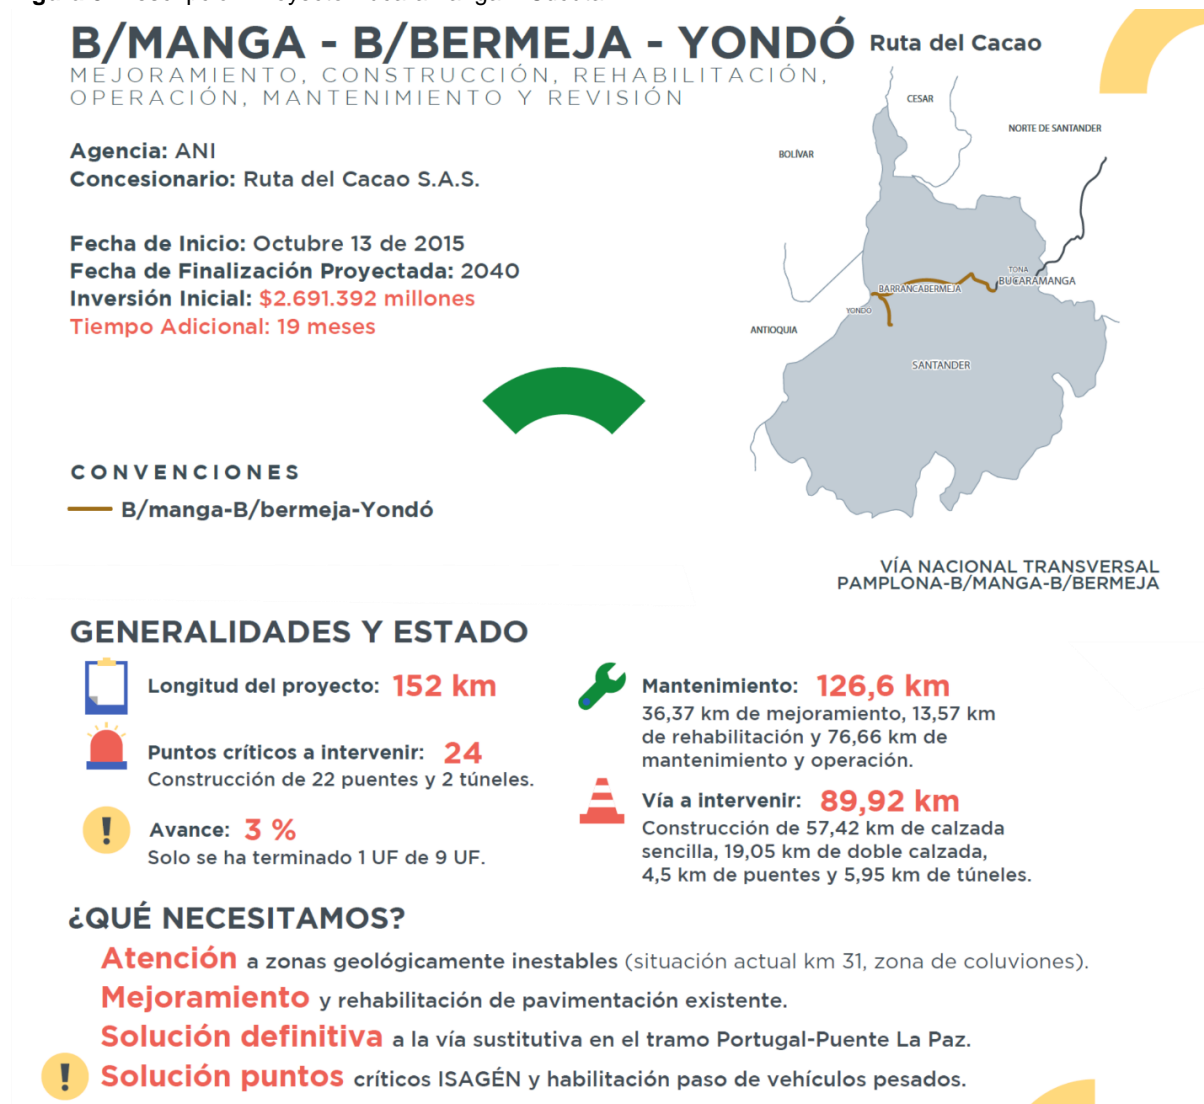 B/MANGA - B/BERMEJA - YONDÓ
Ruta del Cacao
MEJORAMIENTO, CONSTRUCCIÓN, REHABILITACIÓN,
OPERACIÓN, MANTENIMIENTO Y REVISIÓN
Agencia: ANI
Concesionario: Ruta del Cacao S.A.S.
Fecha de Inicio: Octubre 13 de 2015
Fecha de Finalización Proyectada: 2040
Inversión Inicial: $2.691.392 millones
Tiempo Adicional: 19 meses
CESAR
NORTE DE SANTANDER
BOLÍVAR
TONA
BUCARAMANGA
BARRANCABERMEJA
YONDÓ
ANTIOQUIA
SANTANDER
CONVENCIONES
B/manga-B/bermeja-Yondó
VÍA NACIONAL TRANSVERSAL
PAMPLONA-B/MANGA-B/BERMEJA
GENERALIDADES Y ESTADO
Longitud del proyecto: 152 km
Puntos críticos a intervenir: 24
Construcción de 22 puentes y 2 túneles.
Avance: 3 %
Solo se ha terminado 1 UF de 9 UF.
Mantenimiento: 126,6 km
36,37 km de mejoramiento, 13,57 km
de rehabilitación y 76,66 km de
mantenimiento y operación.
Vía a intervenir: 89,92 km
Construcción de 57,42 km de calzada
sencilla, 19,05 km de doble calzada,
4,5 km de puentes y 5,95 km de túneles.
¿QUÉ NECESITAMOS?
Atención a zonas geológicamente inestables (situación actual km 31, zona de coluviones).
Mejoramiento y rehabilitación de pavimentación existente.
Solución definitiva a la vía sustitutiva en el tramo Portugal-Puente La Paz.
! Solución puntos críticos ISAGÉN y habilitación paso de vehículos pesados.